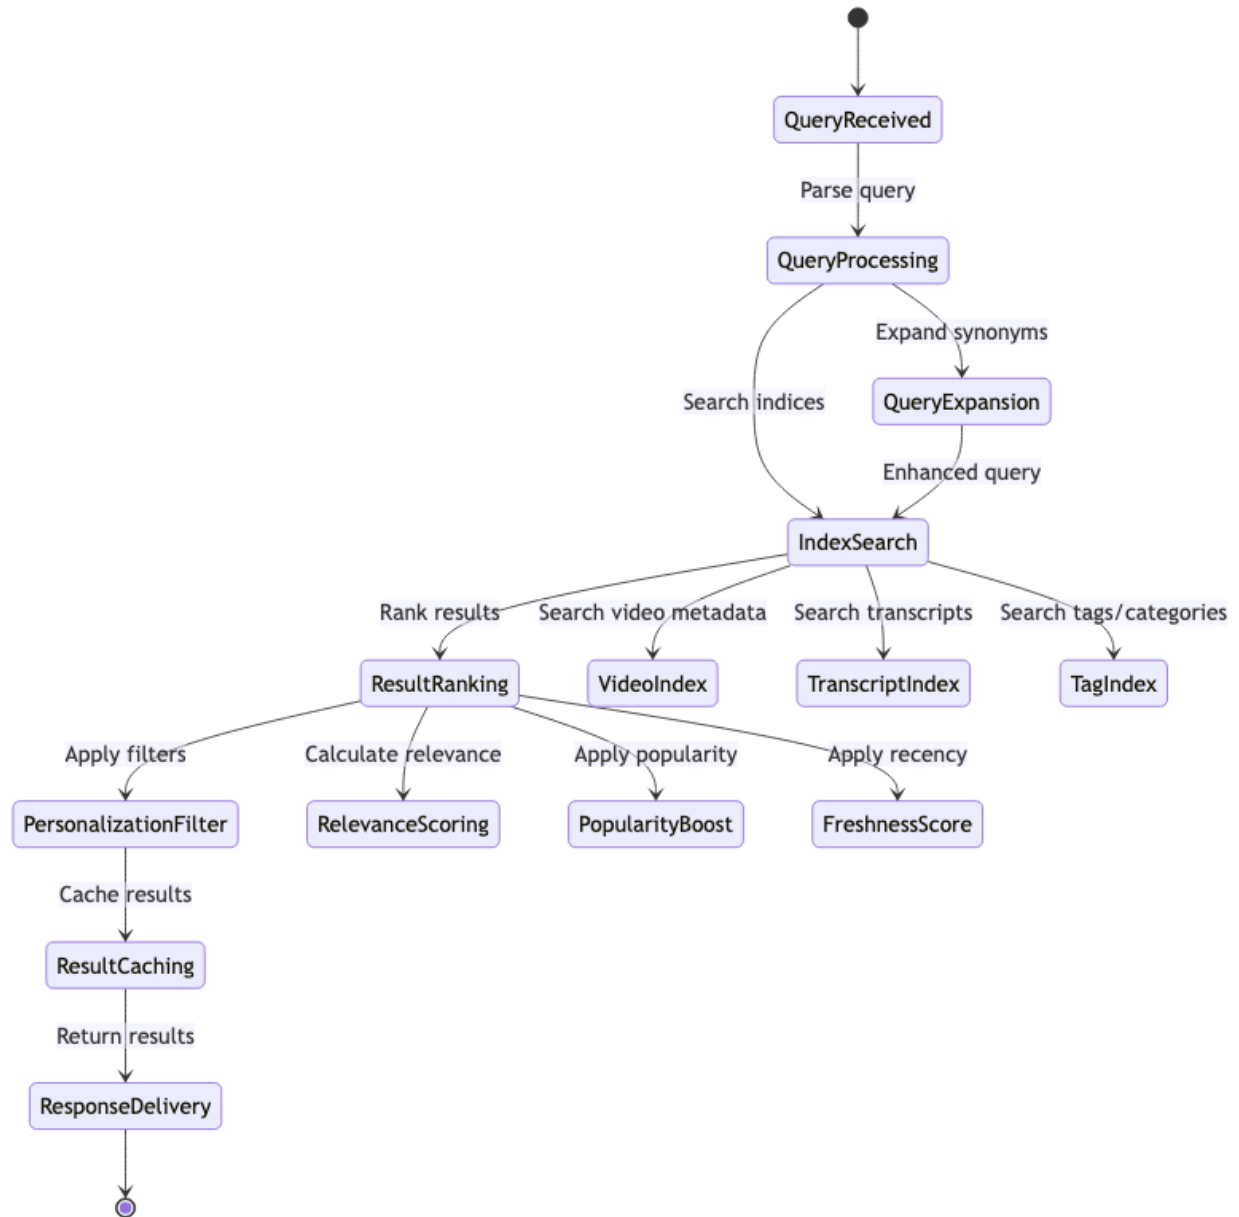 QueryReceived
Parse query
QueryProcessing
Expand synonyms
Search indices
QueryExpansion
Enhanced query
IndexSearch
Rank results
Search video metadata
Search transcripts
Search tags/categories
ResultRanking
VideoIndex
TranscriptIndex
TagIndex
Apply filters
Calculate relevance
Apply popularity
Apply recency
PersonalizationFilter
RelevanceScoring
PopularityBoost
FreshnessScore
Cache results
ResultCaching
Return results
ResponseDelivery